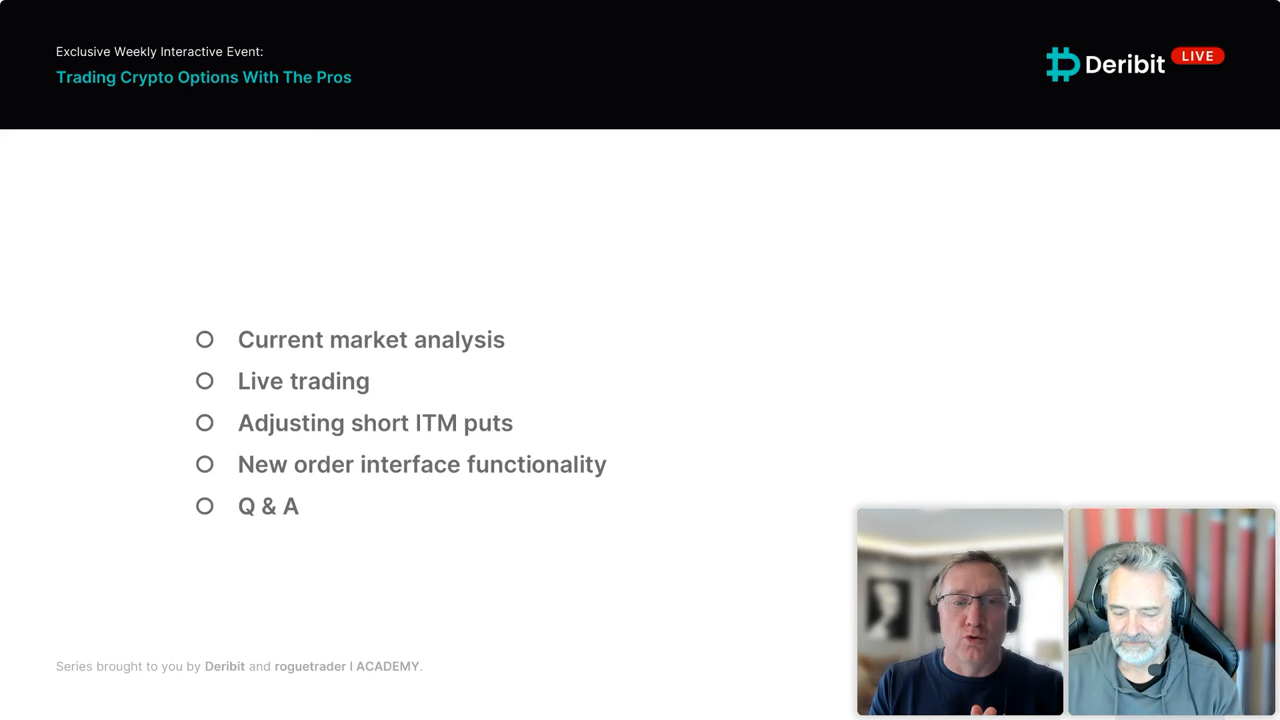 Exclusive Weekly Interactive Event:
Trading Crypto Options With The Pros
Deribit LIVE
Current market analysis
Live trading
Adjusting short ITM puts
New order interface functionality
Q & A
Series brought to you by Deribit and roguetrader I ACADEMY.